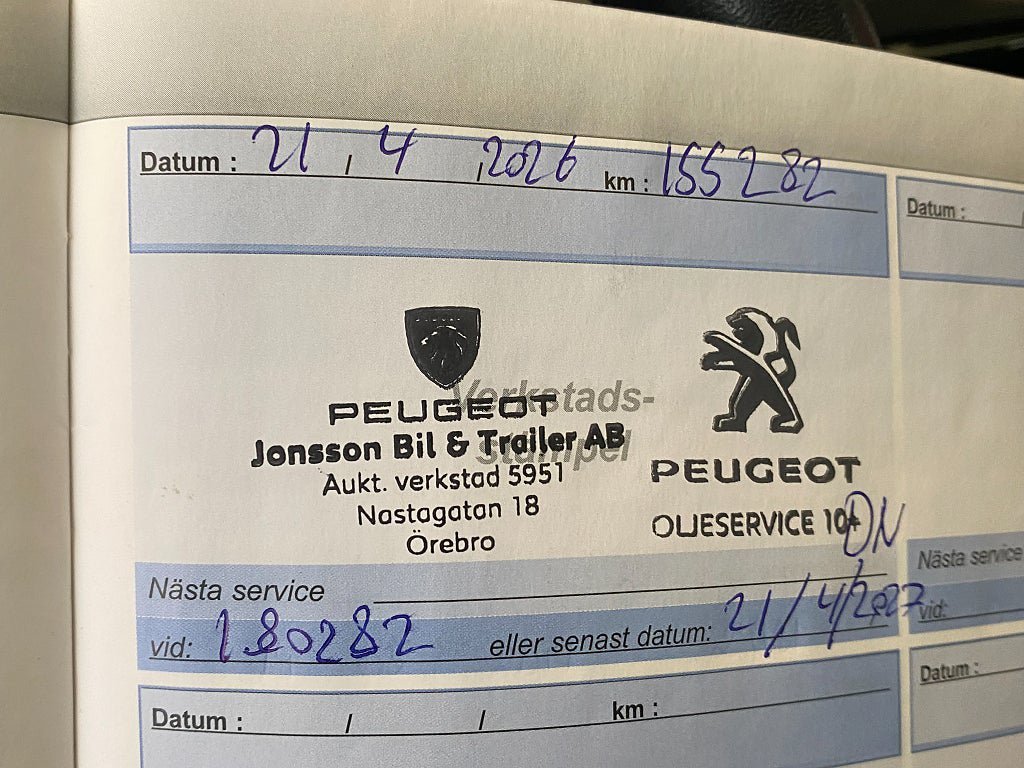 Datum : 21 / 4 / 2026 km : 155282
Datum : /
Verkstads-
stämpel
PEUGEOT
Jonsson Bil & Trailer AB
Aukt. verkstad 5951
Nastagatan 18
Örebro
PEUGEOT
OLJESERVICE 10+
DN
Nästa service
vid: 180282 eller senast datum: 21/4/2027
Nästa service
vid:
Datum : / / km :
Datum :